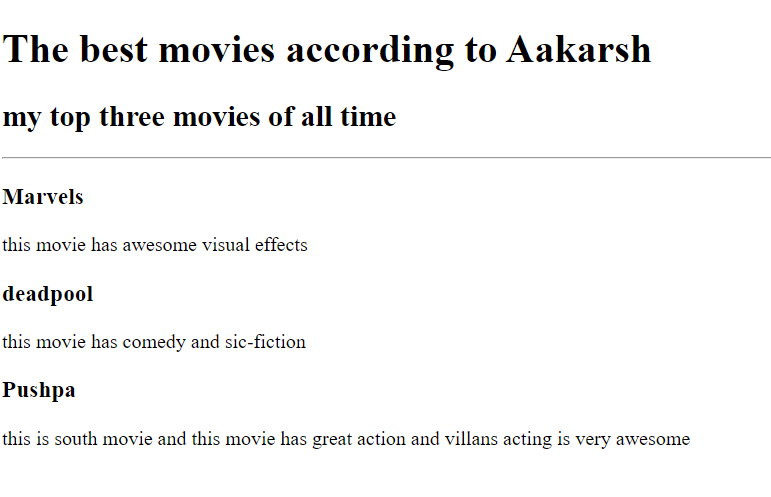 The best movies according to Aakarsh
my top three movies of all time
Marvels
this movie has awesome visual effects
deadpool
this movie has comedy and sic-fiction
Pushpa
this is south movie and this movie has great action and villans acting is very awesome